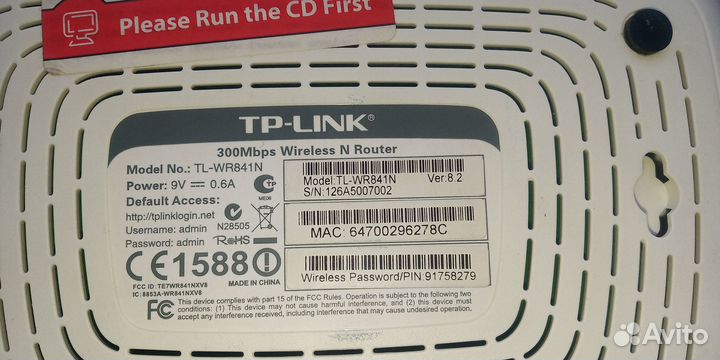 Please Run the CD First
TP-LINK®
300Mbps Wireless N Router
Model No.: TL-WR841N
Power: 9V ⎓ 0.6A
Default Access:
http://tplinklogin.net
Username: admin
Password: admin
TP
ME06
N28505
RoHS
CE1588
MADE IN CHINA
FCC ID: TE7WR841NXV8
IC: 8853A-WR841NXV8
Model:TL-WR841N Ver:8.2
S/N:126A5007002
MAC: 64700296278C
Wireless Password/PIN:91758279
FC This device complies with part 15 of the FCC Rules. Operation is subject to the following two
conditions: (1) This device may not cause harmful interference, and (2) this device must
accept any interference received, including interference that may cause undesired operation.
Avito